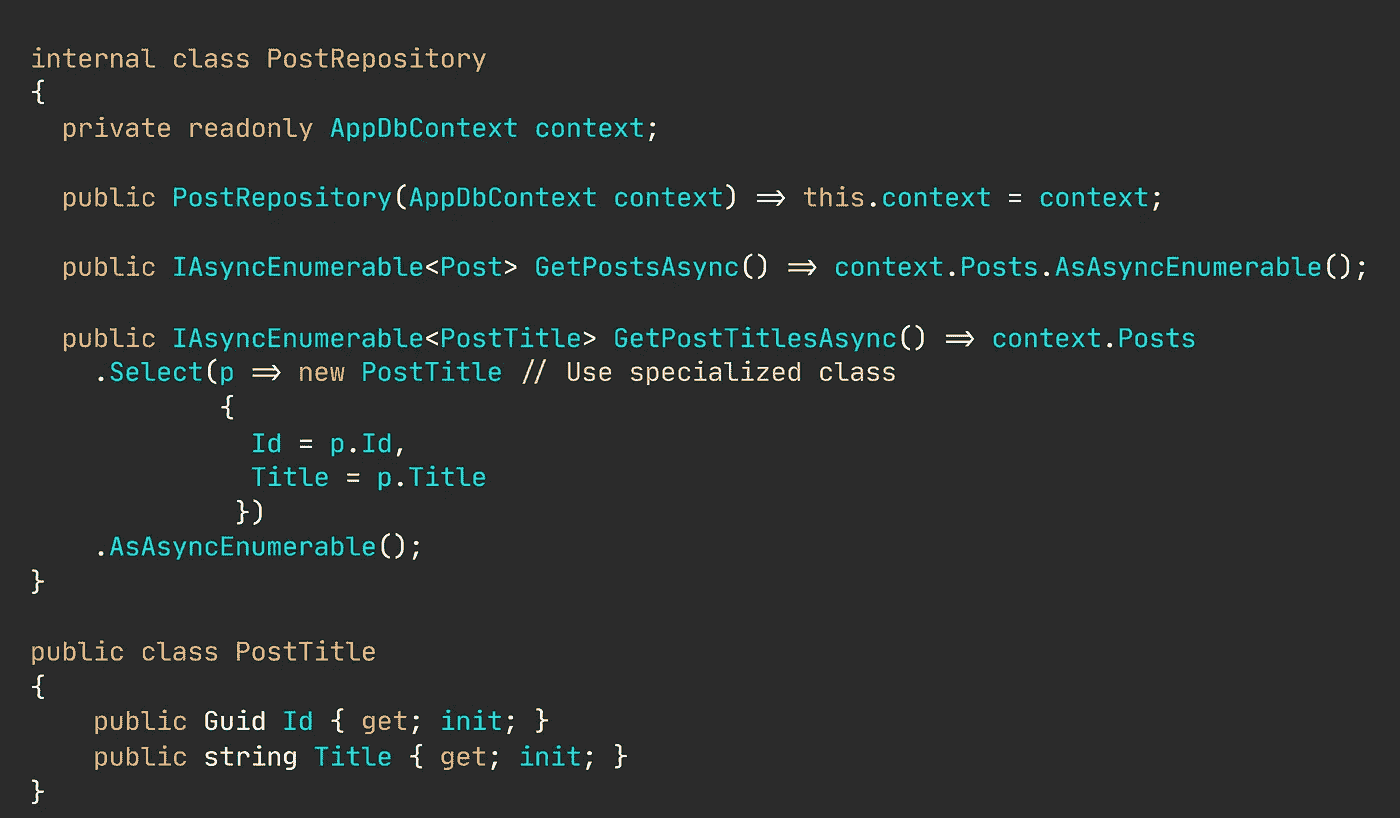 internal class PostRepository
{
  private readonly AppDbContext context;

  public PostRepository(AppDbContext context) => this.context = context;

  public IAsyncEnumerable<Post> GetPostsAsync() => context.Posts.AsAsyncEnumerable();

  public IAsyncEnumerable<PostTitle> GetPostTitlesAsync() => context.Posts
    .Select(p => new PostTitle // Use specialized class
            {
              Id = p.Id,
              Title = p.Title
             })
    .AsAsyncEnumerable();
}

public class PostTitle
{
    public Guid Id { get; init; }
    public string Title { get; init; }
}